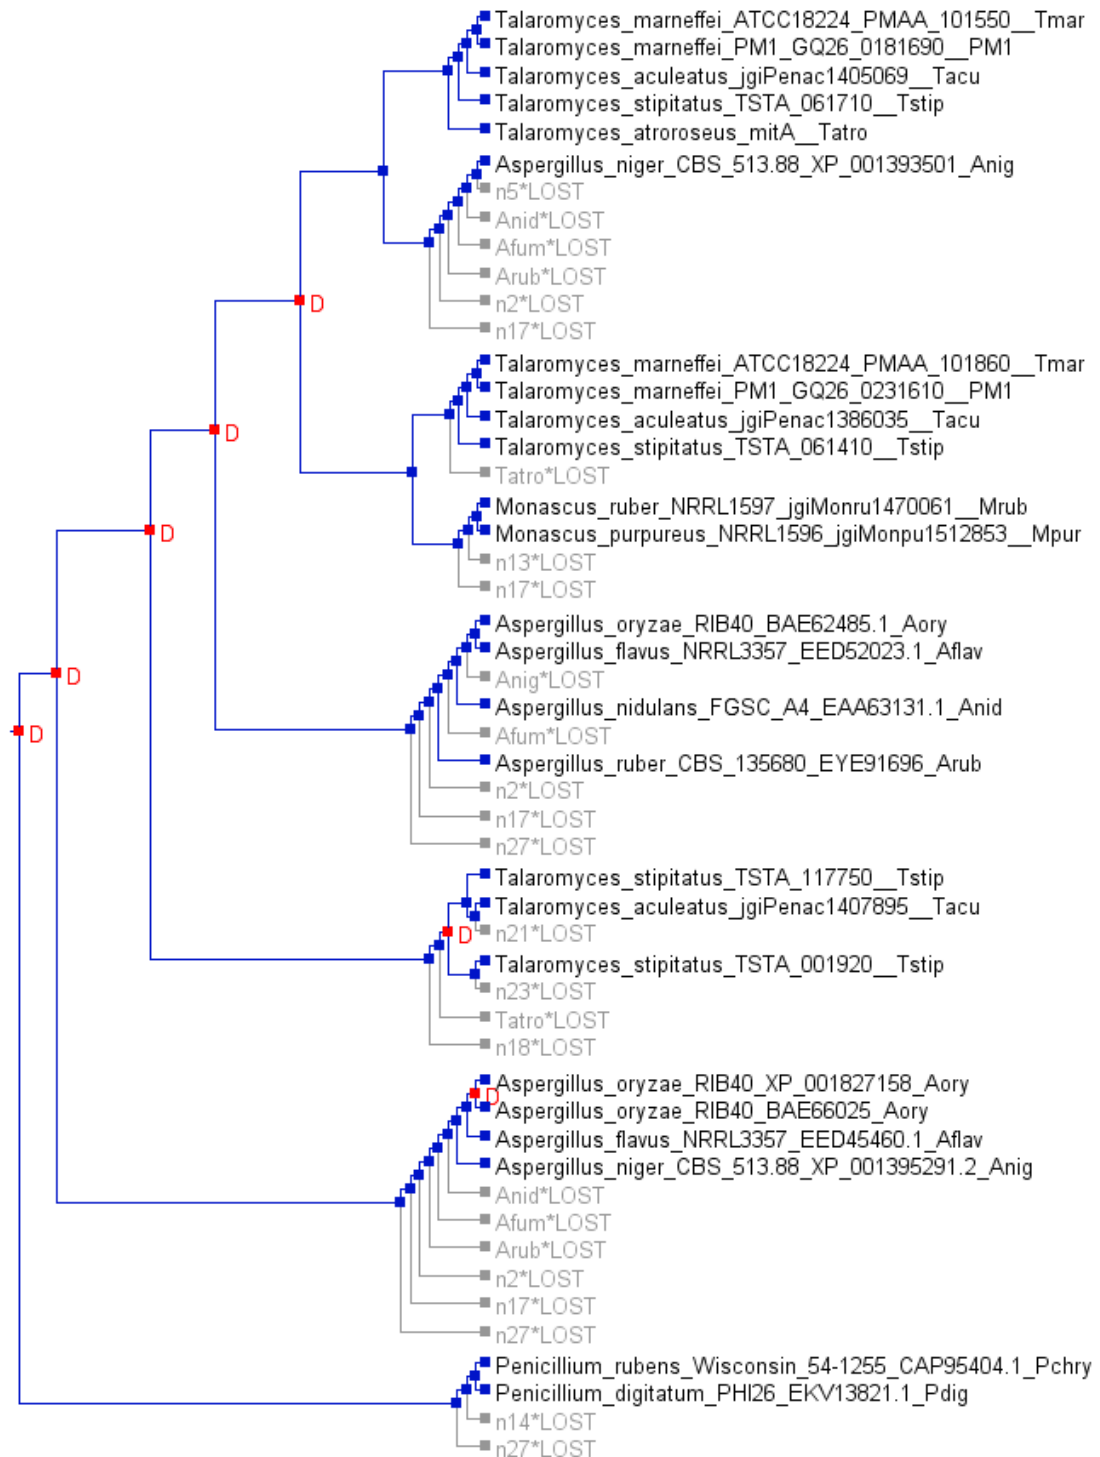 Talaromyces_marneffei_ATCC18224_PMAA_101550__Tmar
Talaromyces_marneffei_PM1_GQ26_0181690__PM1
Talaromyces_aculeatus_jgiPenac1405069__Tacu
Talaromyces_stipitatus_TSTA_061710__Tstip
Talaromyces_atroroseus_mitA__Tatro
Aspergillus_niger_CBS_513.88_XP_001393501_Anig
n5*LOST
Anid*LOST
Afum*LOST
Arub*LOST
n2*LOST
D
n17*LOST
Talaromyces_marneffei_ATCC18224_PMAA_101860__Tmar
Talaromyces_marneffei_PM1_GQ26_0231610__PM1
Talaromyces_aculeatus_jgiPenac1386035__Tacu
D
Talaromyces_stipitatus_TSTA_061410__Tstip
Tatro*LOST
Monascus_ruber_NRRL1597_jgiMonru1470061__Mrub
D
Monascus_purpureus_NRRL1596_jgiMonpu1512853__Mpur
n13*LOST
n17*LOST
Aspergillus_oryzae_RIB40_BAE62485.1_Aory
Aspergillus_flavus_NRRL3357_EED52023.1_Aflav
D
Anig*LOST
Aspergillus_nidulans_FGSC_A4_EAA63131.1_Anid
D
Afum*LOST
Aspergillus_ruber_CBS_135680_EYE91696_Arub
n2*LOST
n17*LOST
n27*LOST
Talaromyces_stipitatus_TSTA_117750__Tstip
Talaromyces_aculeatus_jgiPenac1407895__Tacu
D
n21*LOST
Talaromyces_stipitatus_TSTA_001920__Tstip
n23*LOST
Tatro*LOST
n18*LOST
Aspergillus_oryzae_RIB40_XP_001827158_Aory
D
Aspergillus_oryzae_RIB40_BAE66025_Aory
Aspergillus_flavus_NRRL3357_EED45460.1_Aflav
Aspergillus_niger_CBS_513.88_XP_001395291.2_Anig
Anid*LOST
Afum*LOST
Arub*LOST
n2*LOST
n17*LOST
n27*LOST
Penicillium_rubens_Wisconsin_54-1255_CAP95404.1_Pchry
Penicillium_digitatum_PHI26_EKV13821.1_Pdig
n14*LOST
n27*LOST